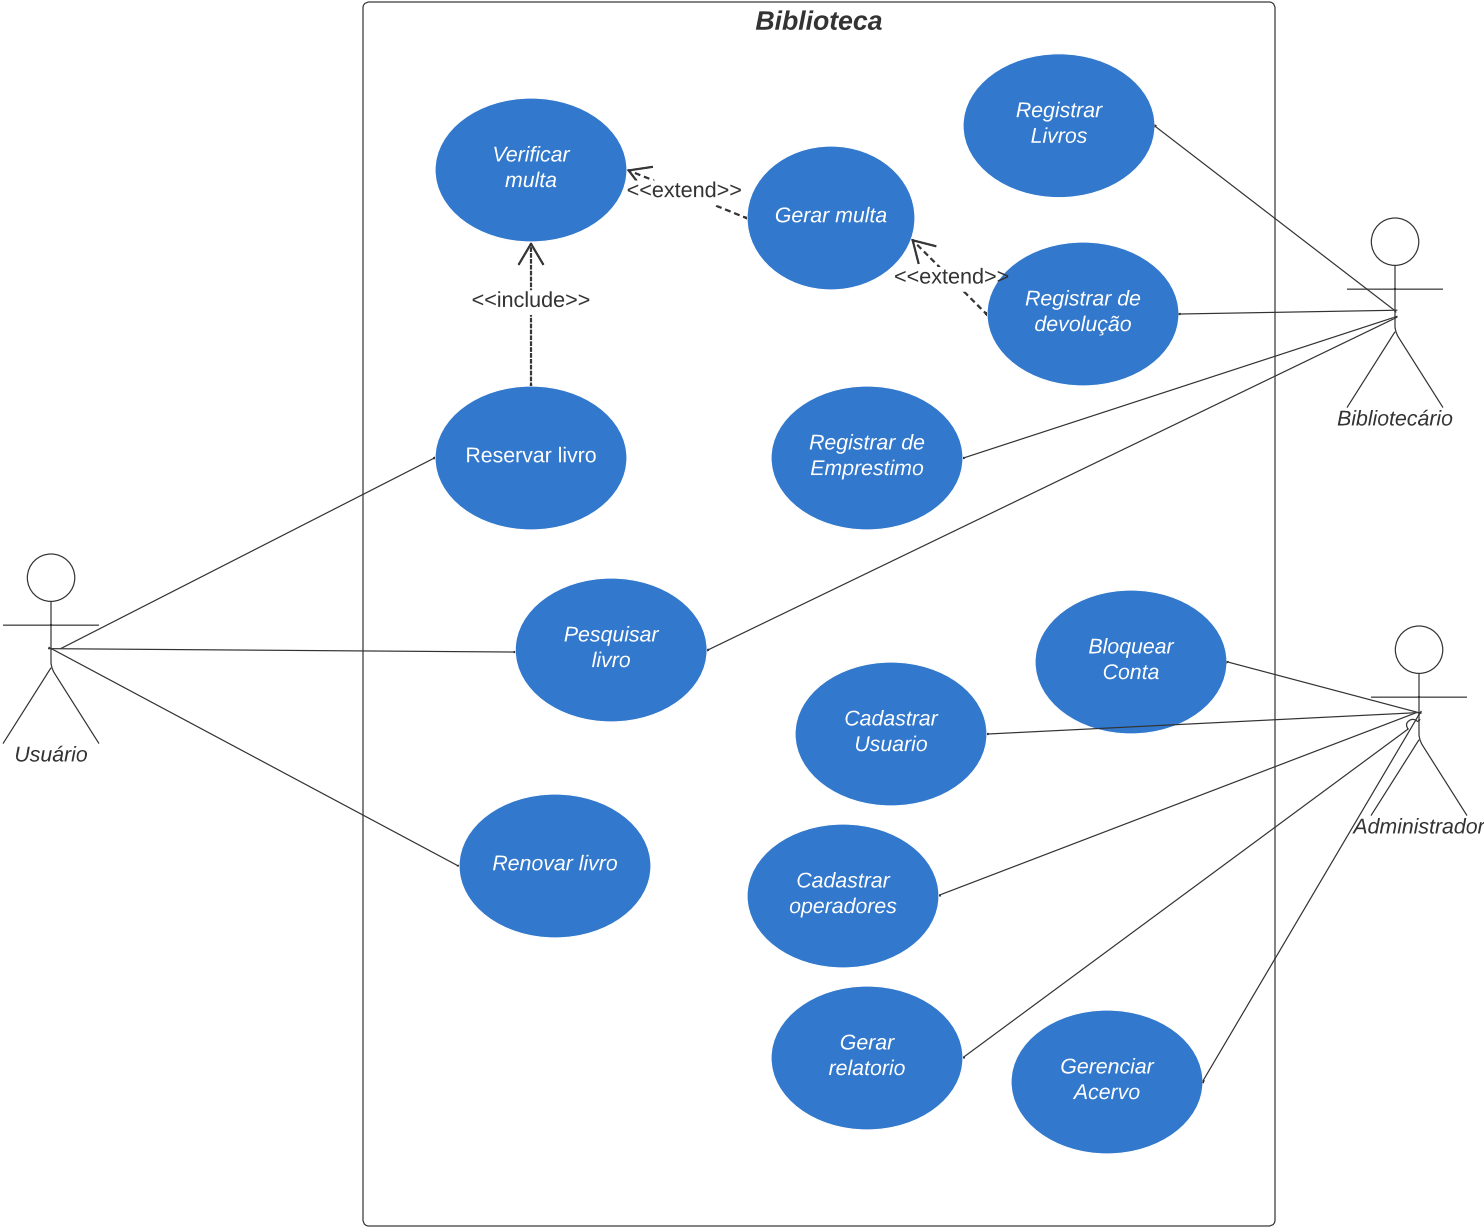 Biblioteca
Registrar
Livros
Verificar
multa
<<extend>>
Gerar multa
<<extend>>
Registrar de
devolução
<<include>>
Bibliotecário
Reservar livro
Registrar de
Emprestimo
Pesquisar
livro
Bloquear
Conta
Usuário
Cadastrar
Usuario
Administrador
Renovar livro
Cadastrar
operadores
Gerar
relatorio
Gerenciar
Acervo